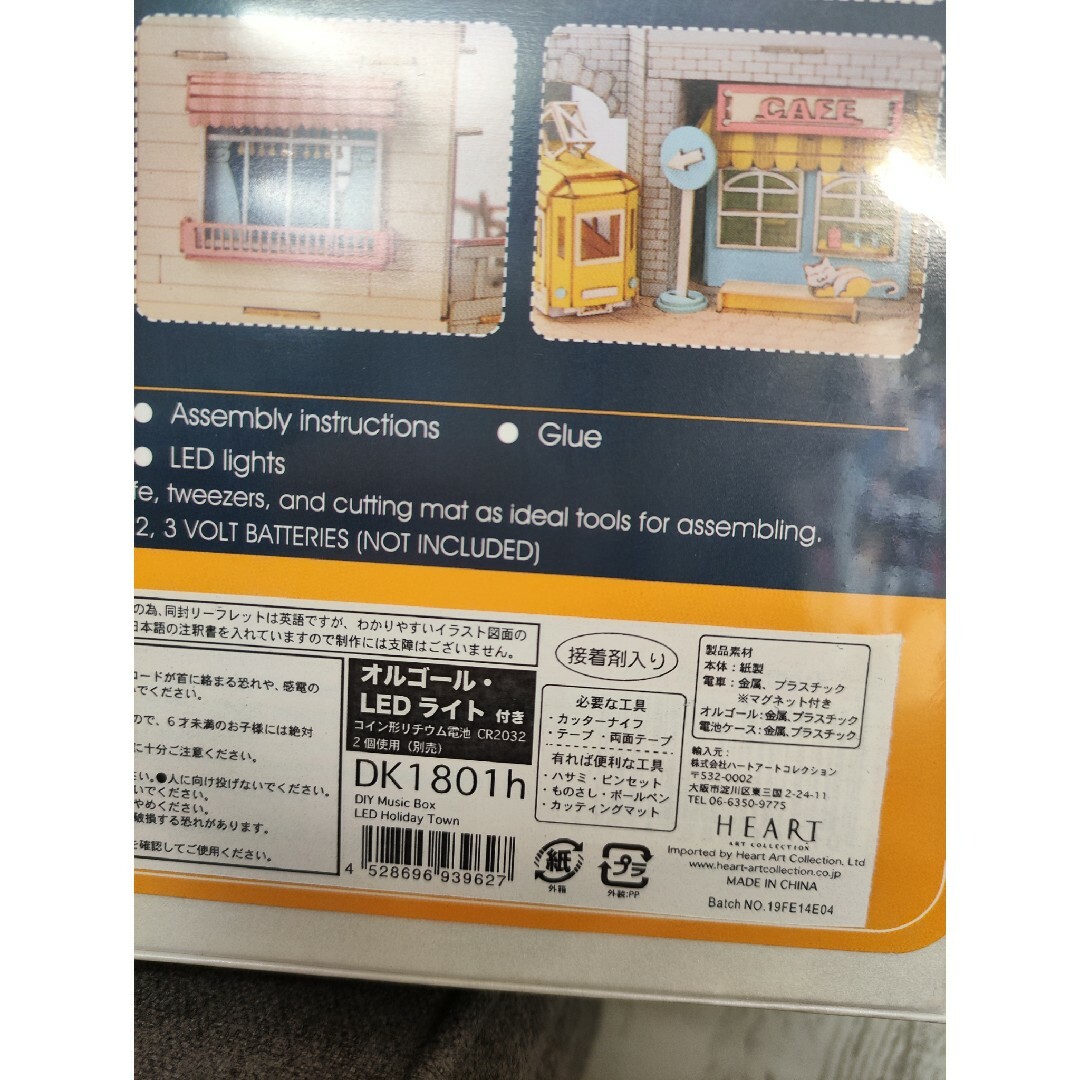 CAFE
● Assembly instructions ● Glue
● LED lights
fe, tweezers, and cutting mat as ideal tools for assembling.
2, 3 VOLT BATTERIES (NOT INCLUDED)
の為、同封リーフレットは英語ですが、わかりやすいイラスト図面の
日本語の注釈書を入れていますので制作には支障はございません。
コードが首に絡まる恐れや、感電の
いでください。
ので、6才未満のお子様には絶対
に十分ご注意ください。
い。●人に向け投げないでください。
いでください。
やめください。
破損する恐れがあります。
を確認してご使用ください。
オルゴール・
LEDライト 付き
コイン形リチウム電池 CR2032
2個使用（別売）
DK1801h
DIY Music Box
LED Holiday Town
4 528696 939627
接着剤入り
必要な工具
・カッターナイフ
・テープ・両面テープ
有れば便利な工具
・ハサミ・ピンセット
・ものさし・ボールペン
・カッティングマット
紙
外箱
プラ
外装:PP
製品素材
本体：紙製
電車：金属、プラスチック
※マグネット付き
オルゴール：金属、プラスチック
電池ケース：金属、プラスチック
輸入元：
株式会社ハートアートコレクション
〒532-0002
大阪市淀川区東三国2-24-11
TEL 06-6350-9775
HEART
ART COLLECTION
Imported by Heart Art Collection, Ltd
www.heart-artcollection.co.jp
MADE IN CHINA
Batch NO.19FE14E04